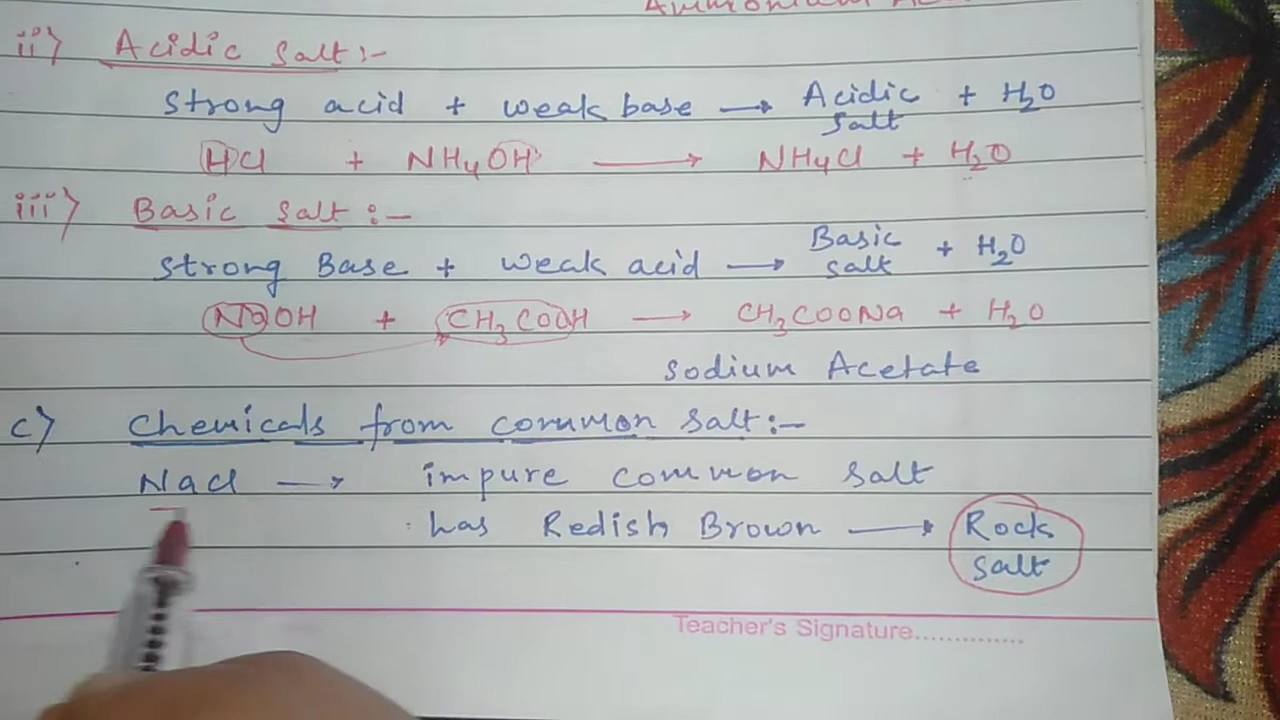 ii) Acidic Salt :-
Strong acid + weak base → Acidic Salt + H2O
HCl + NH4OH → NH4Cl + H2O
iii) Basic Salt :-
Strong Base + weak acid → Basic salt + H2O
NaOH + CH3COOH → CH3COONa + H2O
Sodium Acetate
c) Chemicals from common Salt :-
NaCl → impure common salt
has Redish Brown → Rock Salt
Teacher's Signature..............